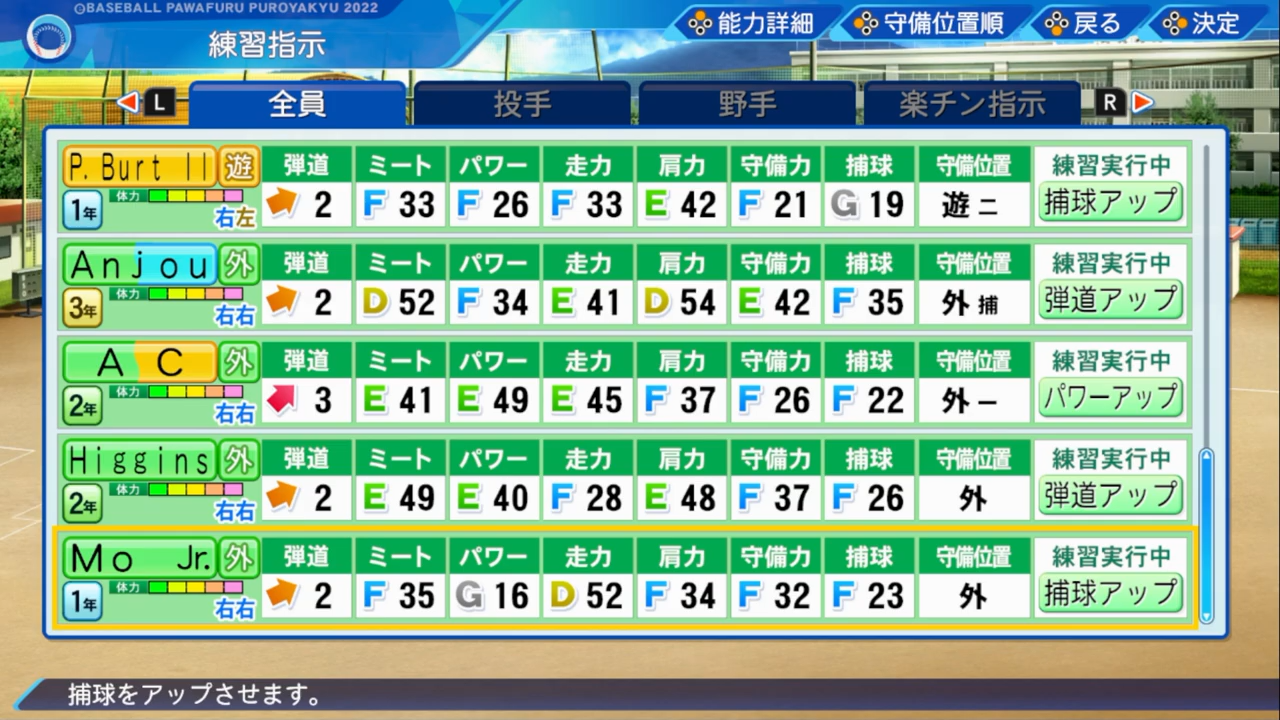 ©BASEBALL PAWAFURU PUROYAKYU 2022
練習指示
能力詳細 守備位置順 戻る 決定
L 全員 投手 野手 楽チン指示 R
P. Burt II 遊 弾道 ミート パワー 走力 肩力 守備力 捕球 守備位置 練習実行中
1年 体力 右左 2 F 33 F 26 F 33 E 42 F 21 G 19 遊 二 捕球アップ
Anjou 外 弾道 ミート パワー 走力 肩力 守備力 捕球 守備位置 練習実行中
3年 体力 右右 2 D 52 F 34 E 41 D 54 E 42 F 35 外 捕 弾道アップ
A C 外 弾道 ミート パワー 走力 肩力 守備力 捕球 守備位置 練習実行中
2年 体力 右右 3 E 41 E 49 E 45 F 37 F 26 F 22 外 一 パワーアップ
Higgins 外 弾道 ミート パワー 走力 肩力 守備力 捕球 守備位置 練習実行中
2年 体力 右右 2 E 49 E 40 F 28 E 48 F 37 F 26 外 弾道アップ
Mo Jr. 外 弾道 ミート パワー 走力 肩力 守備力 捕球 守備位置 練習実行中
1年 体力 右右 2 F 35 G 16 D 52 F 34 F 32 F 23 外 捕球アップ
捕球をアップさせます。